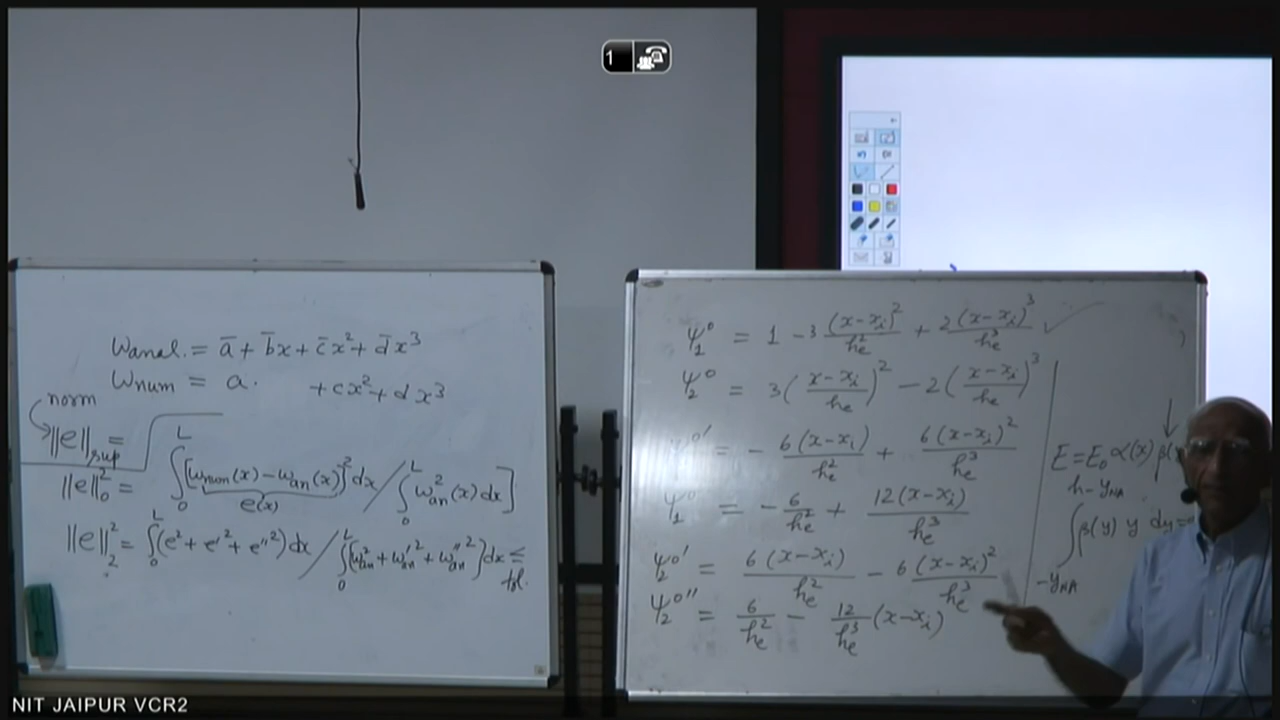 1
Wanal. = ā + b̄x + c̄x² + d̄x³
Wnum = a. + cx² + dx³
norm
||e||sup =
||e||₀² = ∫₀ᴸ [wnum(x) − wan(x)]² dx / ∫₀ᴸ w²an(x) dx]
e(x)
||e||₂² = ∫₀ᴸ (e² + e'² + e''²) dx / ∫₀ᴸ (w²an + w'²an + w''²an) dx ≤
tol.
ψ₁⁰ = 1 − 3 (x−xᵢ)²/hₑ² + 2(x−xᵢ)³/hₑ³ ✓
ψ₂⁰ = 3((x−xᵢ)/hₑ)² − 2((x−xᵢ)/hₑ)³
⁰' = − 6(x−xᵢ)/hₑ² + 6(x−xᵢ)²/hₑ³
ψ₁⁰ = − 6/hₑ² + 12(x−xᵢ)/hₑ³
ψ₂⁰' = 6(x−xᵢ)/hₑ² − 6(x−xᵢ)²/hₑ³
ψ₂⁰'' = 6/hₑ² − 12/hₑ³ (x−xᵢ)
E = E₀ α(x) β(
h−yNA
∫ β(y) y dy =
−yNA
NIT JAIPUR VCR2